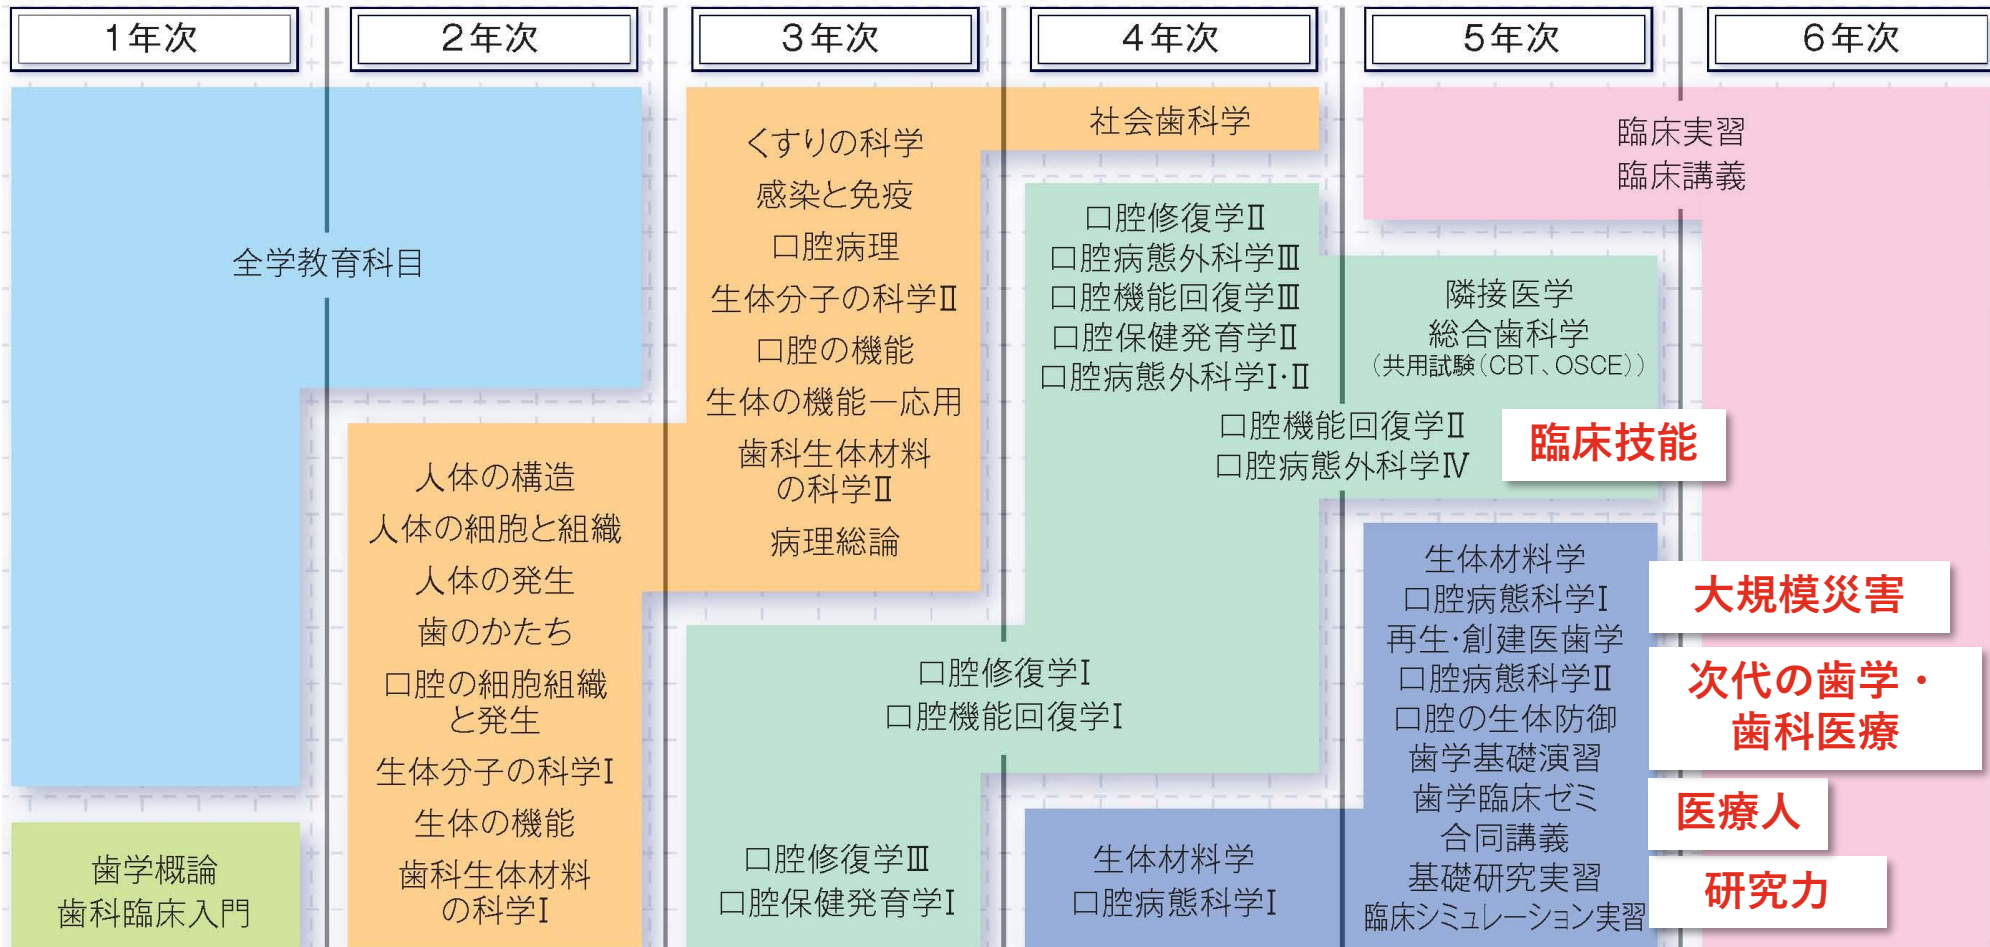 1年次
2年次
3年次
4年次
5年次
6年次
全学教育科目
歯学概論
歯科臨床入門
人体の構造
人体の細胞と組織
人体の発生
歯のかたち
口腔の細胞組織
と発生
生体分子の科学Ⅰ
生体の機能
歯科生体材料
の科学Ⅰ
くすりの科学
感染と免疫
口腔病理
生体分子の科学Ⅱ
口腔の機能
生体の機能ー応用
歯科生体材料
の科学Ⅱ
病理総論
社会歯科学
口腔修復学Ⅱ
口腔病態外科学Ⅲ
口腔機能回復学Ⅲ
口腔保健発育学Ⅱ
口腔病態外科学Ⅰ·Ⅱ
口腔機能回復学Ⅱ
口腔病態外科学Ⅳ
口腔修復学Ⅰ
口腔機能回復学Ⅰ
口腔修復学Ⅲ
口腔保健発育学Ⅰ
隣接医学
総合歯科学
(共用試験(CBT、OSCE))
臨床技能
生体材料学
口腔病態科学Ⅰ
生体材料学
口腔病態科学Ⅰ
再生·創建医歯学
口腔病態科学Ⅱ
口腔の生体防御
歯学基礎演習
歯学臨床ゼミ
合同講義
基礎研究実習
臨床シミュレーション実習
臨床実習
臨床講義
大規模災害
次代の歯学・
歯科医療
医療人
研究力